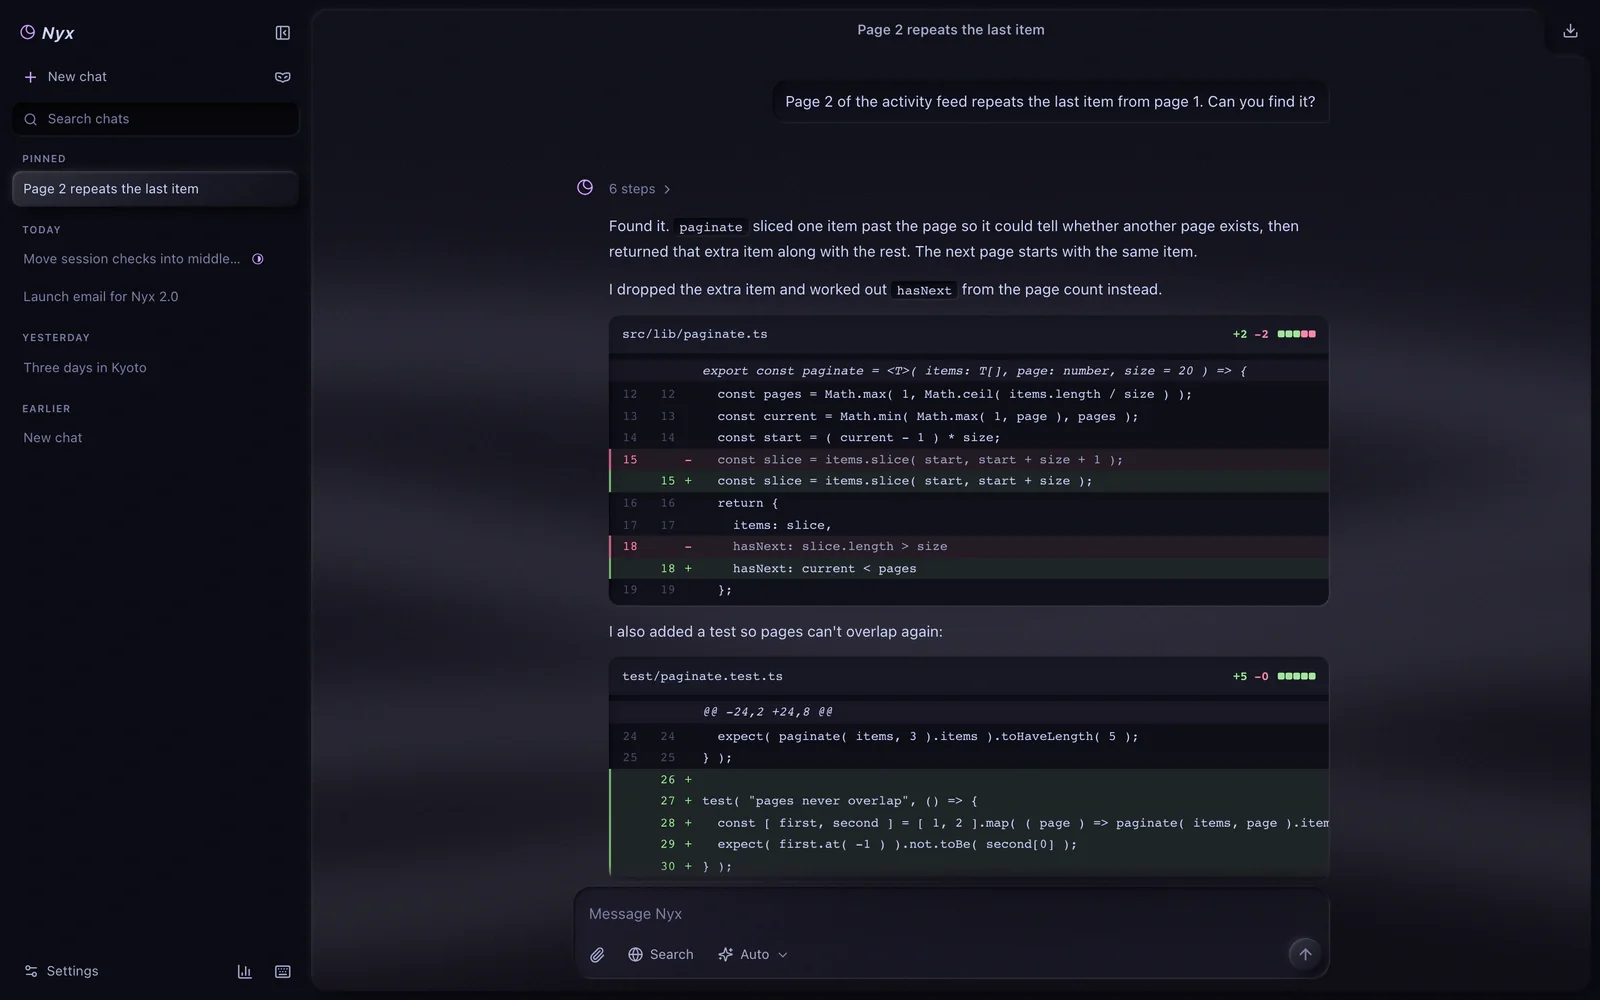 Nyx
New chat
Search chats
PINNED
Page 2 repeats the last item
TODAY
Move session checks into middle...
Launch email for Nyx 2.0
YESTERDAY
Three days in Kyoto
EARLIER
New chat
Settings
Page 2 repeats the last item
Page 2 of the activity feed repeats the last item from page 1. Can you find it?
6 steps
Found it. paginate sliced one item past the page so it could tell whether another page exists, then
returned that extra item along with the rest. The next page starts with the same item.
I dropped the extra item and worked out hasNext from the page count instead.
src/lib/paginate.ts +2 -2
export const paginate = <T>( items: T[], page: number, size = 20 ) => {
12 12 const pages = Math.max( 1, Math.ceil( items.length / size ) );
13 13 const current = Math.min( Math.max( 1, page ), pages );
14 14 const start = ( current - 1 ) * size;
15 - const slice = items.slice( start, start + size + 1 );
15 + const slice = items.slice( start, start + size );
16 16 return {
17 17 items: slice,
18 - hasNext: slice.length > size
18 + hasNext: current < pages
19 19 };
I also added a test so pages can't overlap again:
test/paginate.test.ts +5 -0
@@ -24,2 +24,8 @@
24 24 expect( paginate( items, 3 ).items ).toHaveLength( 5 );
25 25 } );
26 +
27 + test( "pages never overlap", () => {
28 + const [ first, second ] = [ 1, 2 ].map( ( page ) => paginate( items, page ).item
29 + expect( first.at( -1 ) ).not.toBe( second[0] );
30 + } );
Message Nyx
Search
Auto